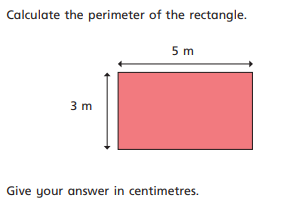 Calculate the perimeter of the rectangle.
5 m
3 m
Give your answer in centimetres.